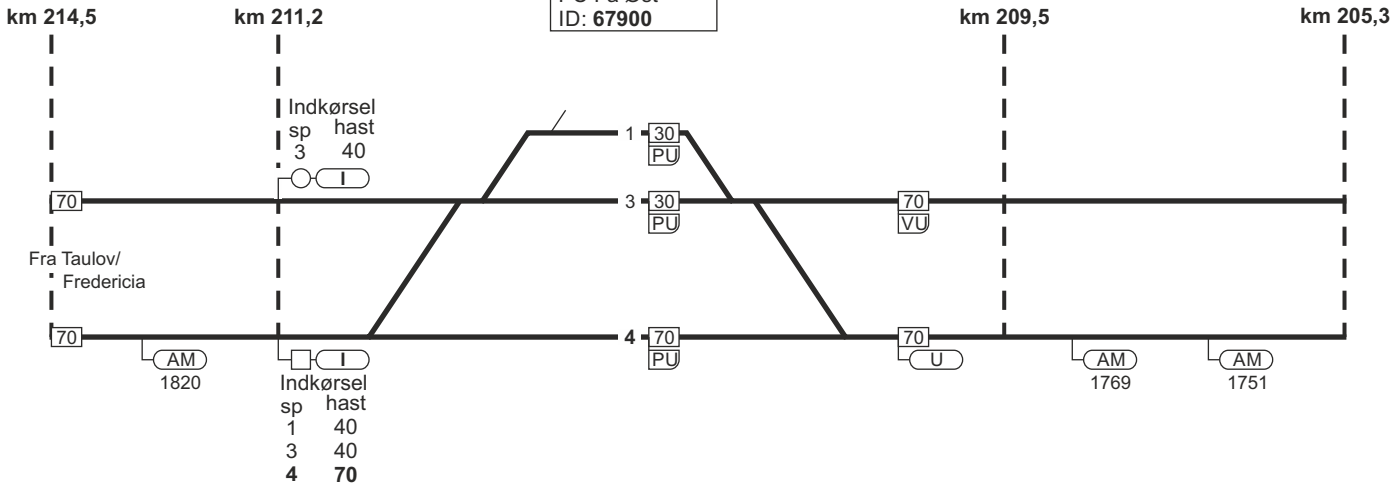 ID: 67900
km 214,5
km 211,2
km 209,5
km 205,3
Indkørsel
sp hast
3 40
I
1 30
PU
70
3 30
PU
70
VU
Fra Taulov/
Fredericia
70
4 70
PU
70
AM
1820
I
U
AM
1769
AM
1751
Indkørsel
sp hast
1 40
3 40
4 70